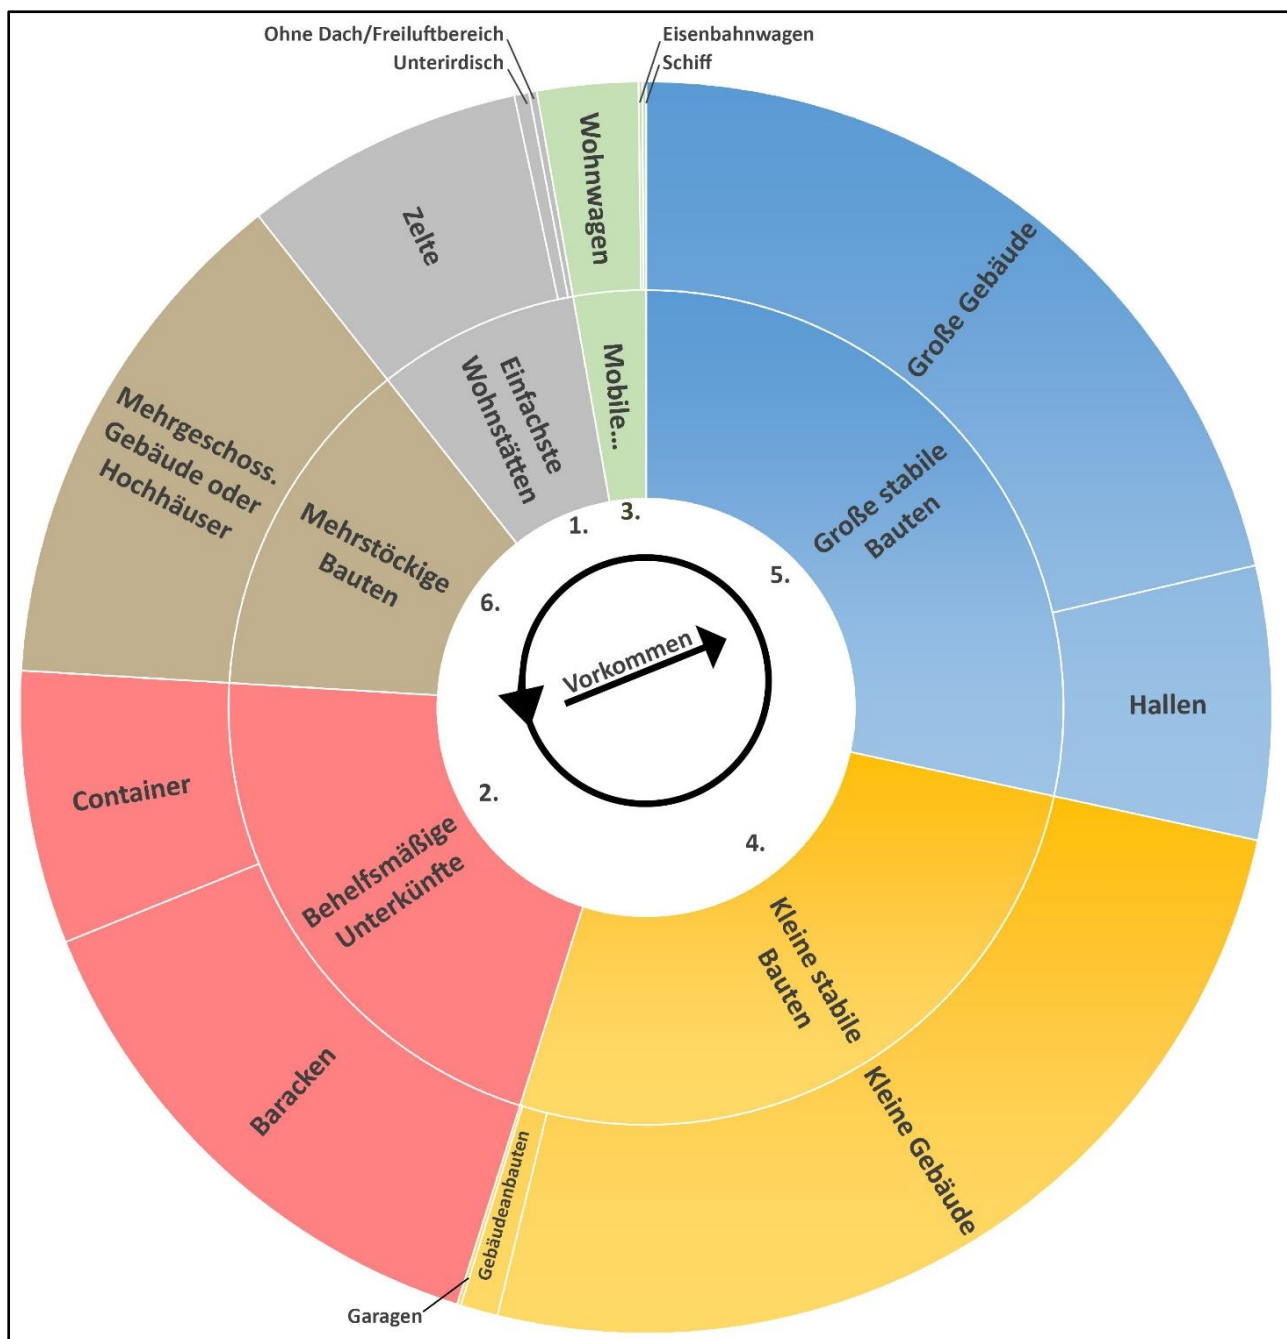 Ohne Dach/Freiluftbereich
Unterirdisch
Eisenbahnwagen
Schiff
Wohnwagen
Zelte
Große Gebäude
Mobile...
Einfachste
Wohnstätten
Große stabile
Bauten
Mehrgeschoss.
Gebäude oder
Hochhäuser
Mehrstöckige
Bauten
1.
3.
5.
6.
Vorkommen
Hallen
Container
2.
4.
Behelfsmäßige
Unterkünfte
Kleine stabile
Bauten
Baracken
Kleine Gebäude
Gebäudeanbauten
Garagen